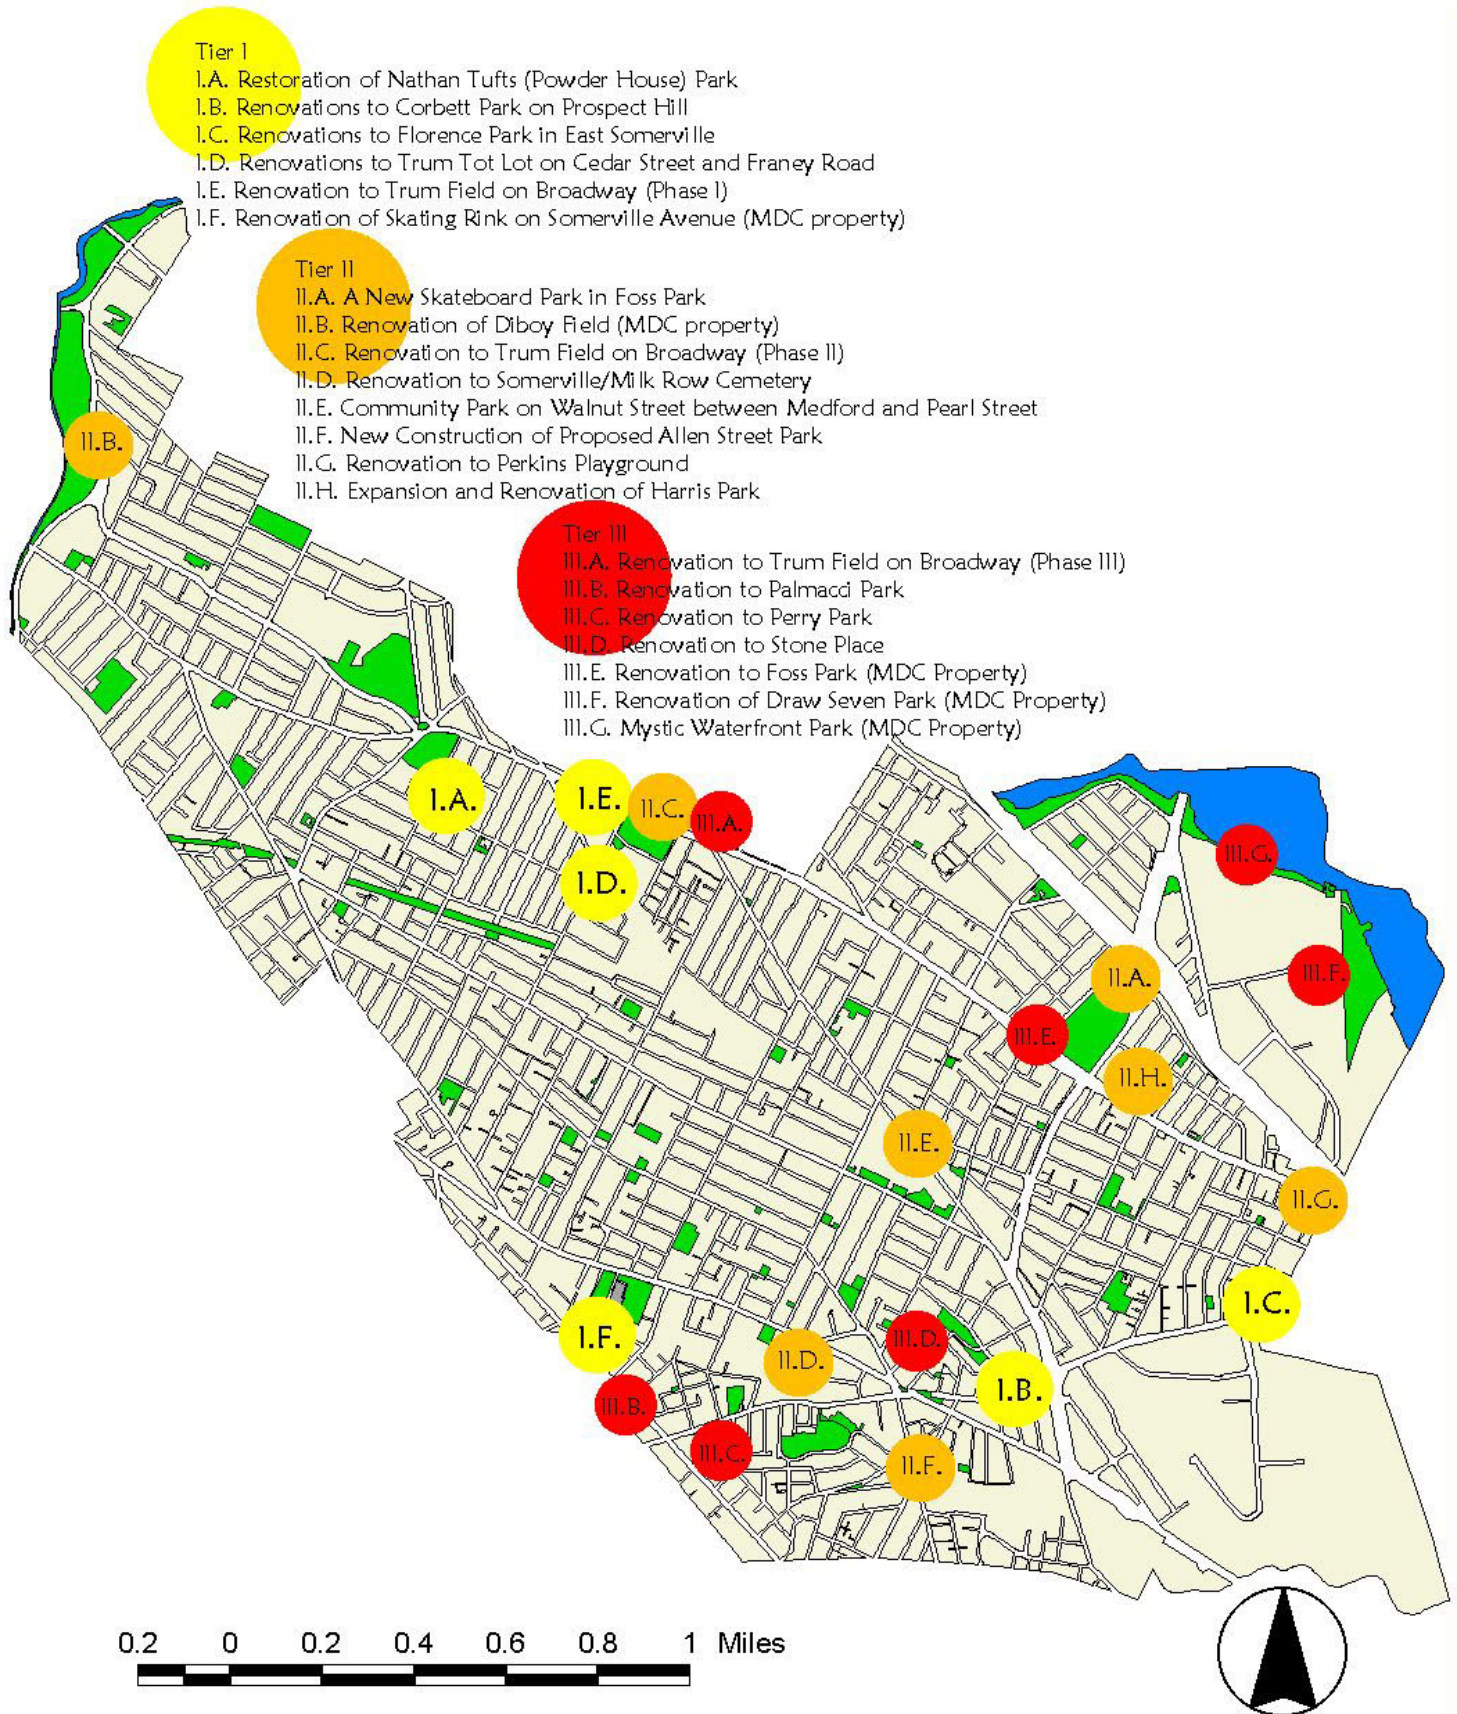 Tier I
I.A. Restoration of Nathan Tufts (Powder House) Park
I.B. Renovations to Corbett Park on Prospect Hill
I.C. Renovations to Florence Park in East Somerville
I.D. Renovations to Trum Tot Lot on Cedar Street and Franey Road
I.E. Renovation to Trum Field on Broadway (Phase I)
I.F. Renovation of Skating Rink on Somerville Avenue (MDC property)
Tier II
II.A. A New Skateboard Park in Foss Park
II.B. Renovation of Diboy Field (MDC property)
II.C. Renovation to Trum Field on Broadway (Phase II)
II.D. Renovation to Somerville/Milk Row Cemetery
II.E. Community Park on Walnut Street between Medford and Pearl Street
II.F. New Construction of Proposed Allen Street Park
II.G. Renovation to Perkins Playground
II.H. Expansion and Renovation of Harris Park
Tier III
III.A. Renovation to Trum Field on Broadway (Phase III)
III.B. Renovation to Palmacci Park
III.C. Renovation to Perry Park
III.D. Renovation to Stone Place
III.E. Renovation to Foss Park (MDC Property)
III.F. Renovation of Draw Seven Park (MDC Property)
III.G. Mystic Waterfront Park (MDC Property)
II.B.
I.A.
I.E.
II.C.
III.A.
I.D.
III.G.
III.F.
II.A.
III.E.
II.H.
II.E.
II.G.
I.C.
I.F.
III.D.
II.D.
I.B.
III.B.
III.C.
II.F.
0.2 0 0.2 0.4 0.6 0.8 1 Miles